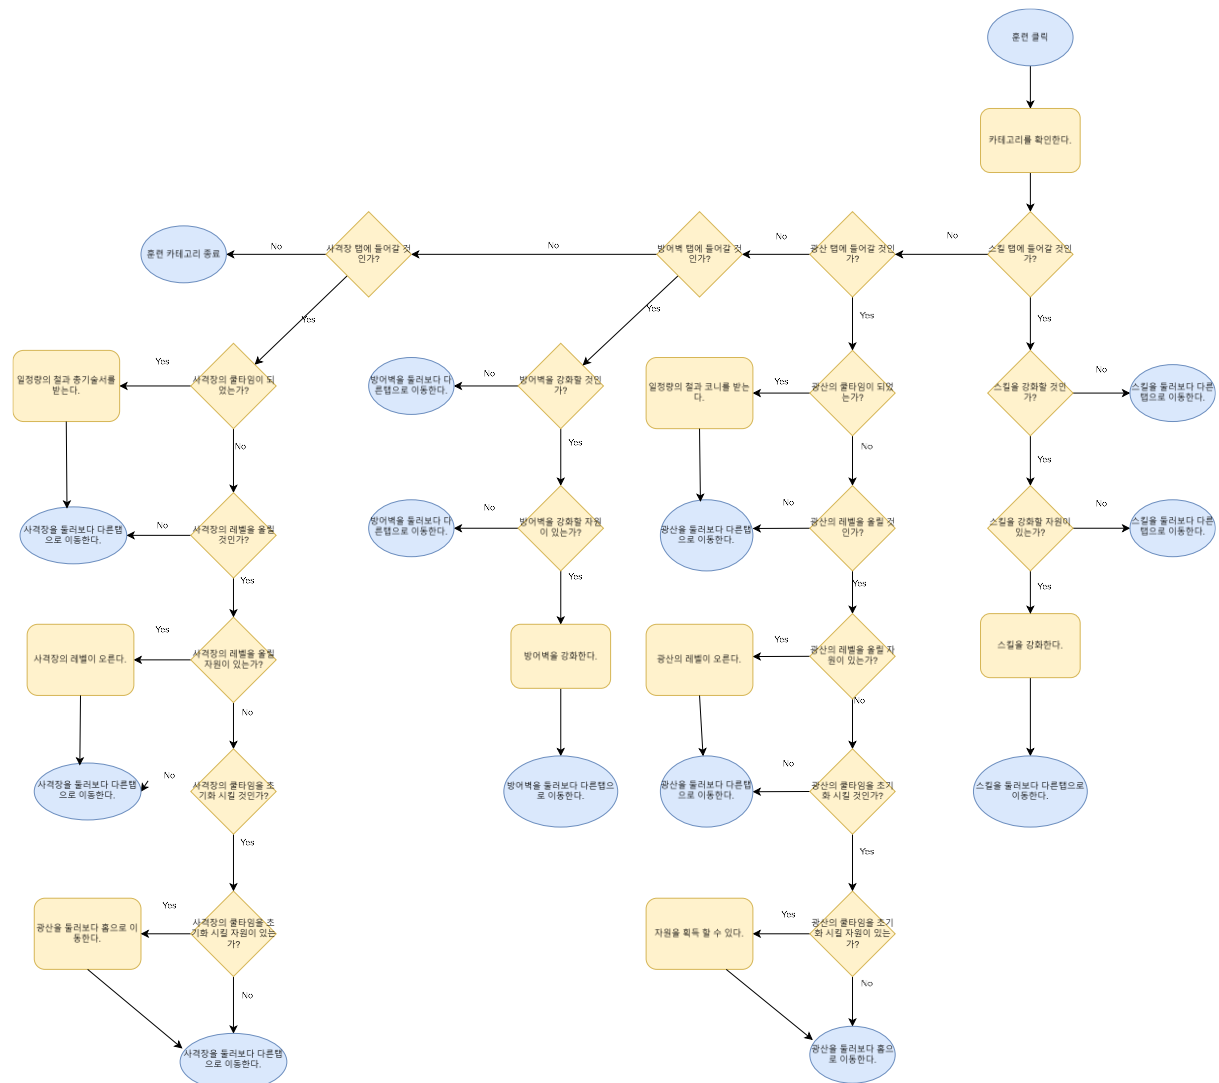 훈련 클릭
카테고리를 확인한다.
스킬 탭에 들어갈 것인
가?
No
광산 탭에 들어갈 것인
가?
No
방어벽 탭에 들어갈 것
인가?
No
사격장 탭에 들어갈 것
인가?
No
훈련 카테고리 종료
Yes
Yes
Yes
Yes
사격장의 쿨타임이 되
었는가?
Yes
일정량의 철과 총기술서를
받는다.
No
사격장의 레벨을 올릴
것인가?
No
사격장을 둘러보다 다른탭
으로 이동한다.
Yes
사격장의 레벨을 올릴
자원이 있는가?
Yes
사격장의 레벨이 오른다.
No
사격장의 쿨타임을 초
기화 시킬 것인가?
No
사격장을 둘러보다 다른탭
으로 이동한다.
Yes
사격장의 쿨타임을 초
기화 시킬 자원이 있는
가?
Yes
광산을 둘러보다 홈으로 이
동한다.
No
사격장을 둘러보다 다른탭
으로 이동한다.
방어벽을 강화할 것인
가?
No
방어벽을 둘러보다 다
른탭으로 이동한다.
Yes
방어벽을 강화할 자원
이 있는가?
No
방어벽을 둘러보다 다
른탭으로 이동한다.
Yes
방어벽을 강화한다.
방어벽을 둘러보다 다른탭으
로 이동한다.
광산의 쿨타임이 되었
는가?
Yes
일정량의 철과 코니를 받는
다.
No
광산의 레벨을 올릴 것
인가?
No
광산을 둘러보다 다른탭
으로 이동한다.
Yes
광산의 레벨을 올릴 자
원이 있는가?
Yes
광산의 레벨이 오른다.
No
광산의 쿨타임을 초기
화 시킬 것인가?
No
광산을 둘러보다 다른탭
으로 이동한다.
Yes
광산의 쿨타임을 초기
화 시킬 자원이 있는
가?
Yes
자원을 획득 할 수 있다.
No
광산을 둘러보다 홈으
로 이동한다.
스킬을 강화할 것인
가?
No
스킬을 둘러보다 다른
탭으로 이동한다.
Yes
스킬을 강화할 자원이
있는가?
No
스킬을 둘러보다 다른
탭으로 이동한다.
Yes
스킬을 강화한다.
스킬을 둘러보다 다른탭으로
이동한다.